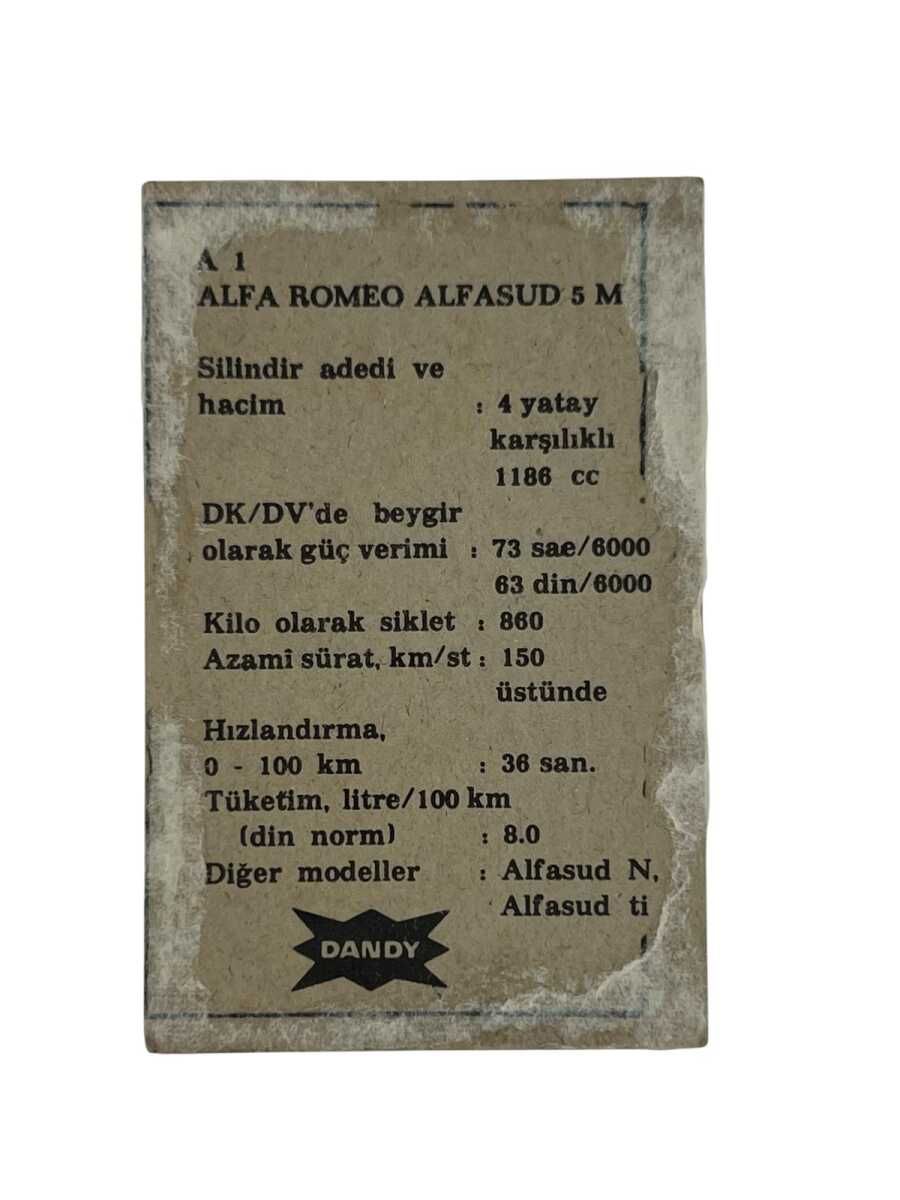 A 1
ALFA ROMEO ALFASUD 5 M
Silindir adedi ve
hacim : 4 yatay
karşılıklı
1186 cc
DK/DV'de beygir
olarak güç verimi : 73 sae/6000
63 din/6000
Kilo olarak siklet : 860
Azamî sürat, km/st : 150
üstünde
Hızlandırma,
0 - 100 km : 36 san.
Tüketim, litre/100 km
(din norm) : 8.0
Diğer modeller : Alfasud N,
Alfasud ti
DANDY